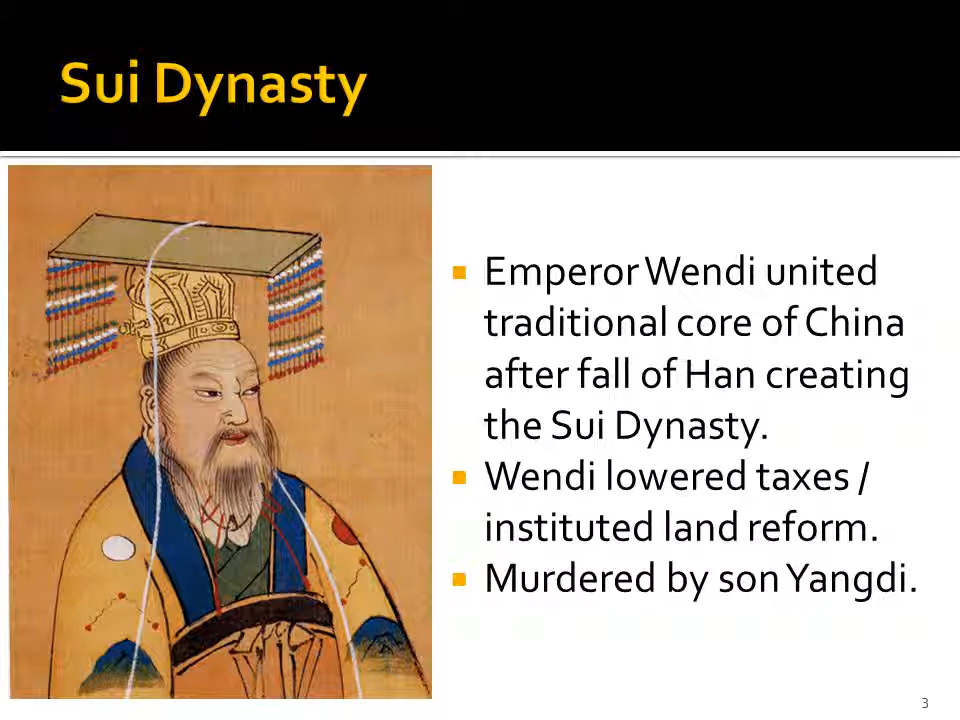 Sui Dynasty
▪ Emperor Wendi united
traditional core of China
after fall of Han creating
the Sui Dynasty.
▪ Wendi lowered taxes /
instituted land reform.
▪ Murdered by son Yangdi.
3